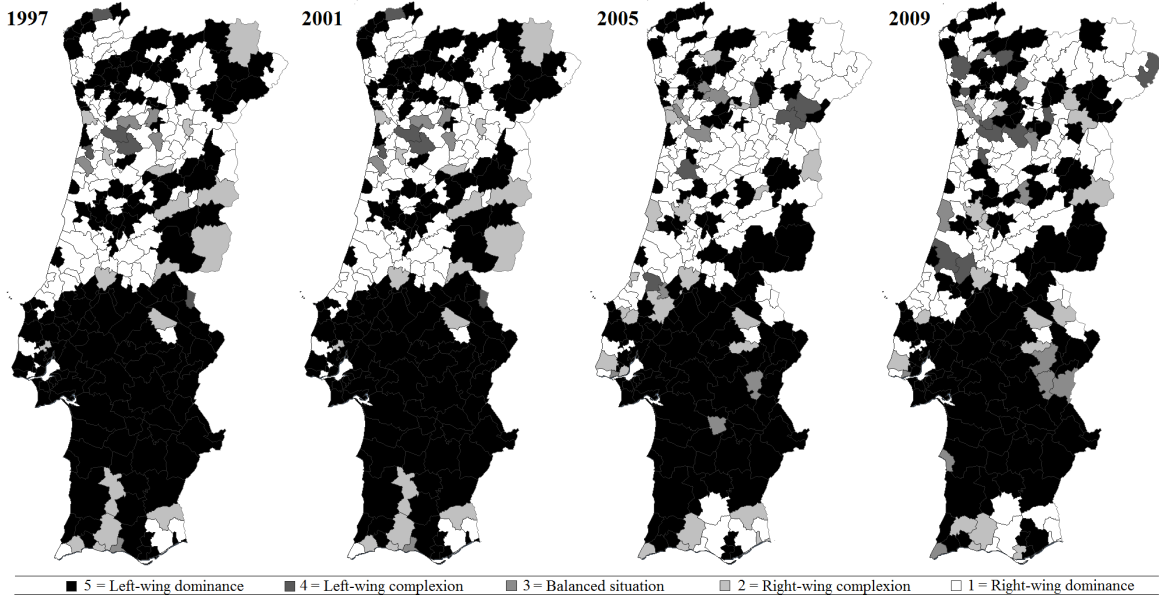 1997
2001
2005
2009
5 = Left-wing dominance
4 = Left-wing complexion
3 = Balanced situation
2 = Right-wing complexion
1 = Right-wing dominance